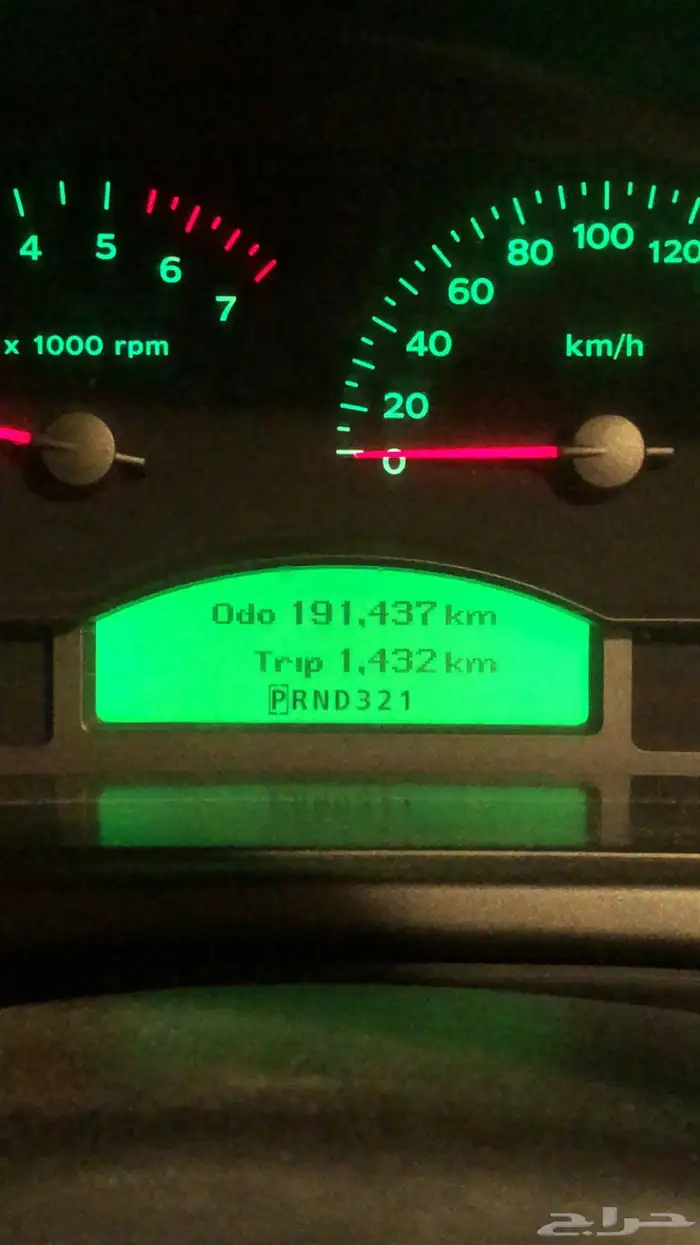 4 5 6 7
x 1000 rpm
0 20 40 60 80 100 120
km/h
Odo 191,437 km
Trip 1,432 km
PRND321
حراج